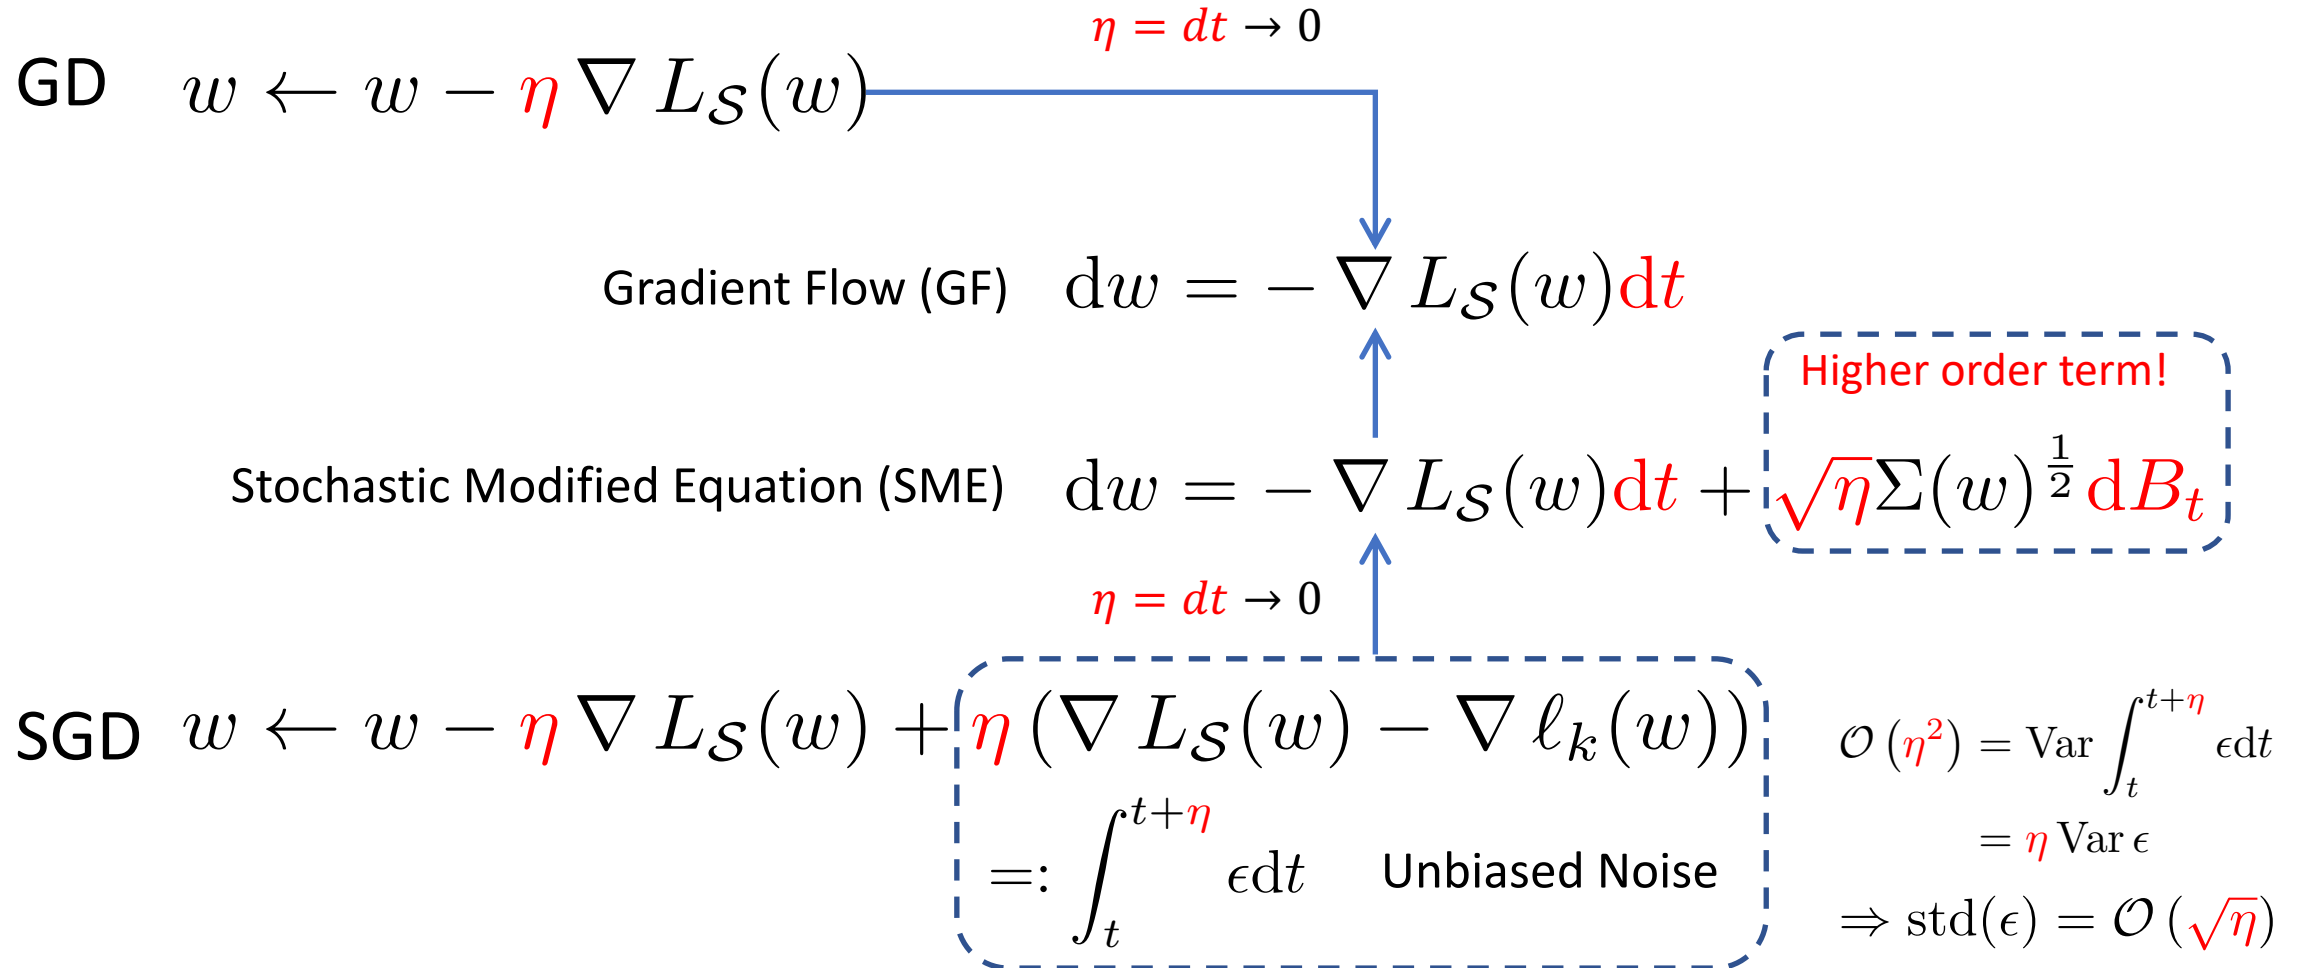 η = dt → 0
GD w ← w − η ∇ L_𝒮(w)
Gradient Flow (GF) dw = − ∇ L_𝒮(w)dt
Higher order term!
Stochastic Modified Equation (SME) dw = − ∇ L_𝒮(w)dt + √η Σ(w)^{1/2} dB_t
η = dt → 0
SGD w ← w − η ∇ L_𝒮(w) + η (∇ L_𝒮(w) − ∇ ℓ_k(w))
=: ∫_t^{t+η} ϵdt Unbiased Noise
𝒪(η²) = Var ∫_t^{t+η} ϵdt
= η Var ϵ
⇒ std(ϵ) = 𝒪(√η)